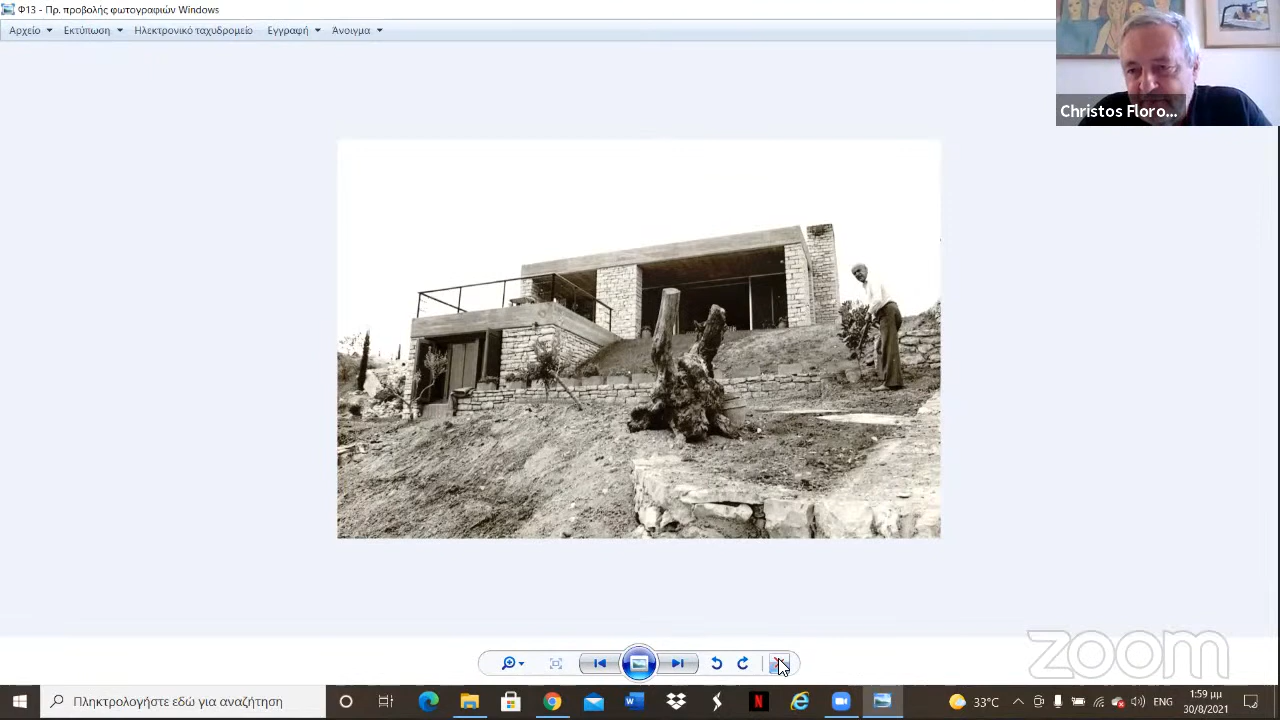 Φ13 - Πρ. προβολής φωτογραφιών Windows
Αρχείο Εκτύπωση Ηλεκτρονικό ταχυδρομείο Εγγραφή Άνοιγμα
Christos Floro...
zoom
Πληκτρολογήστε εδώ για αναζήτηση
33°C
ENG
1:59 μμ
30/8/2021